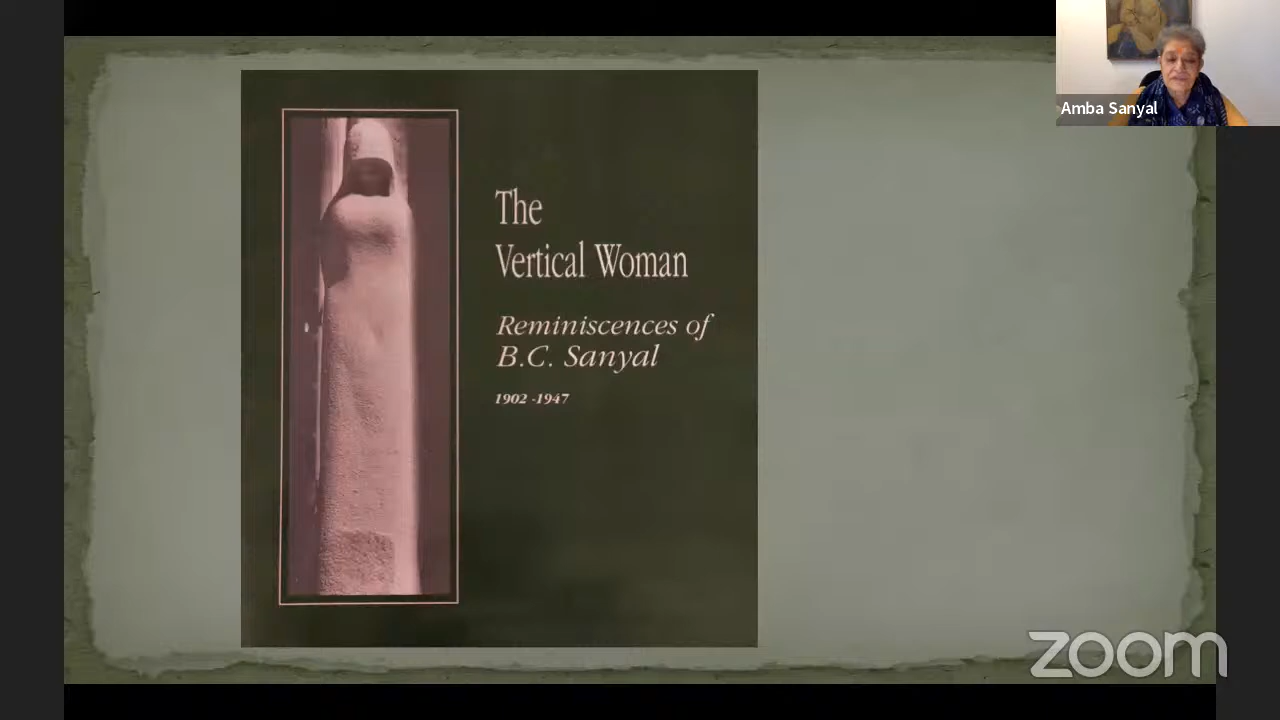 Amba Sanyal
The
Vertical Woman
Reminiscences of
B.C. Sanyal
1902 -1947
zoom